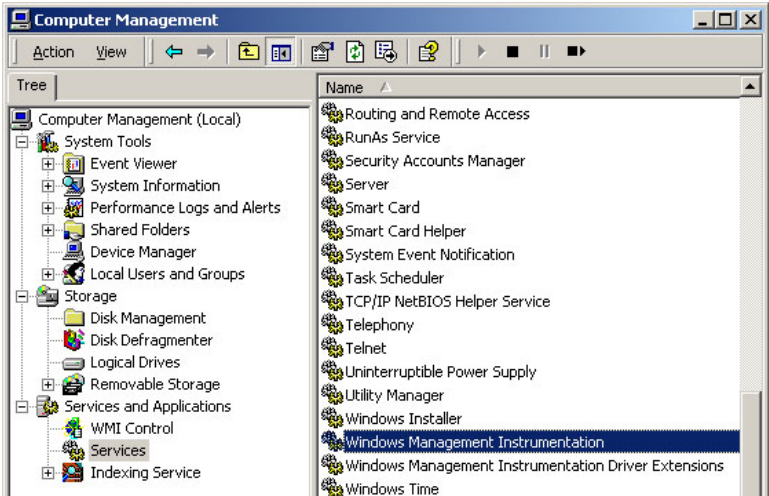 Computer Management
Action View
Tree
Computer Management (Local)
System Tools
Event Viewer
System Information
Performance Logs and Alerts
Shared Folders
Device Manager
Local Users and Groups
Storage
Disk Management
Disk Defragmenter
Logical Drives
Removable Storage
Services and Applications
WMI Control
Services
Indexing Service
Name
Routing and Remote Access
RunAs Service
Security Accounts Manager
Server
Smart Card
Smart Card Helper
System Event Notification
Task Scheduler
TCP/IP NetBIOS Helper Service
Telephony
Telnet
Uninterruptible Power Supply
Utility Manager
Windows Installer
Windows Management Instrumentation
Windows Management Instrumentation Driver Extensions
Windows Time